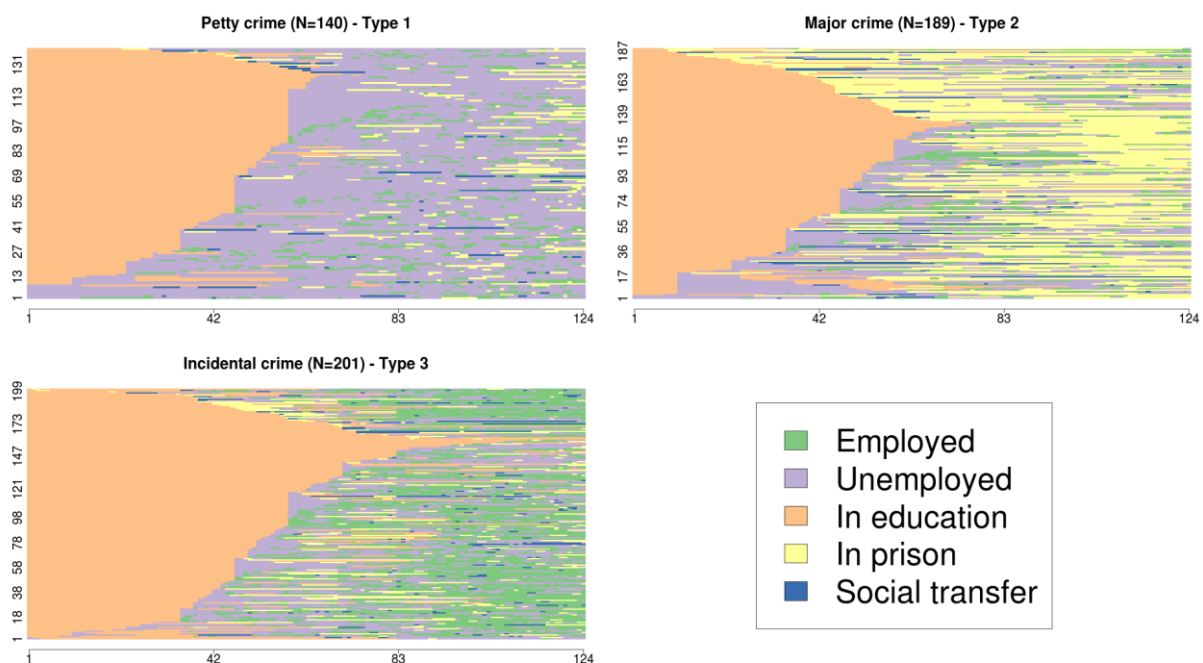 Petty crime (N=140) - Type 1
131
113
97
83
69
55
41
27
13
1
1 42 83 124
Major crime (N=189) - Type 2
187
163
139
115
93
74
55
36
17
1
1 42 83 124
Incidental crime (N=201) - Type 3
199
173
147
121
98
78
58
38
18
1
1 42 83 124
Employed
Unemployed
In education
In prison
Social transfer